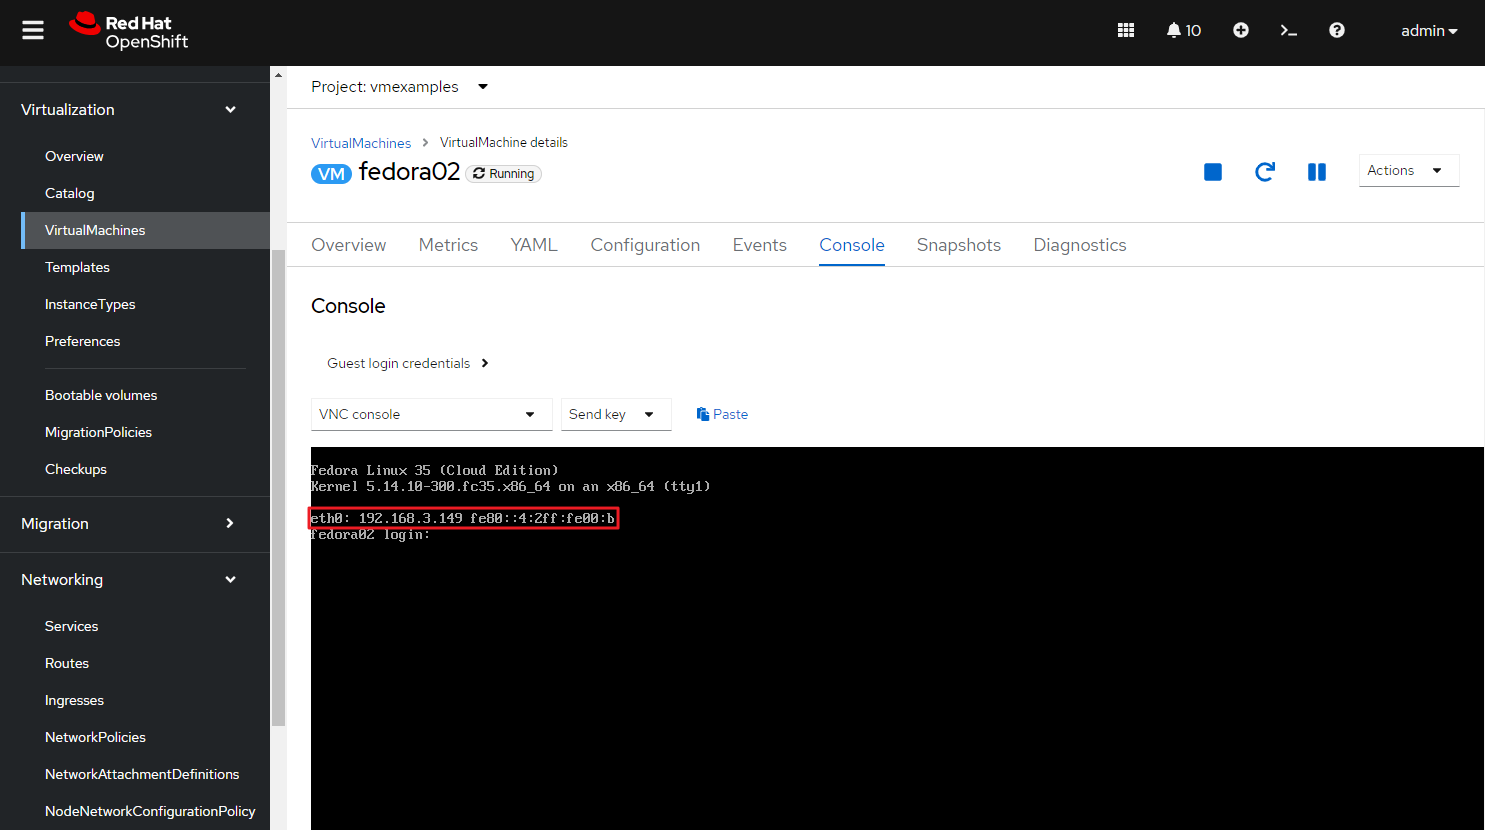 Red Hat
OpenShift
10
admin
Virtualization
Overview
Catalog
VirtualMachines
Templates
InstanceTypes
Preferences
Bootable volumes
MigrationPolicies
Checkups
Migration
Networking
Services
Routes
Ingresses
NetworkPolicies
NetworkAttachmentDefinitions
NodeNetworkConfigurationPolicy
Project: vmexamples
VirtualMachines > VirtualMachine details
VM fedora02 Running
Actions
Overview Metrics YAML Configuration Events Console Snapshots Diagnostics
Console
Guest login credentials
VNC console Send key Paste
Fedora Linux 35 (Cloud Edition)
Kernel 5.14.10-300.fc35.x86_64 on an x86_64 (tty1)
eth0: 192.168.3.149 fe80::4:2ff:fe00:b
fedora02 login: